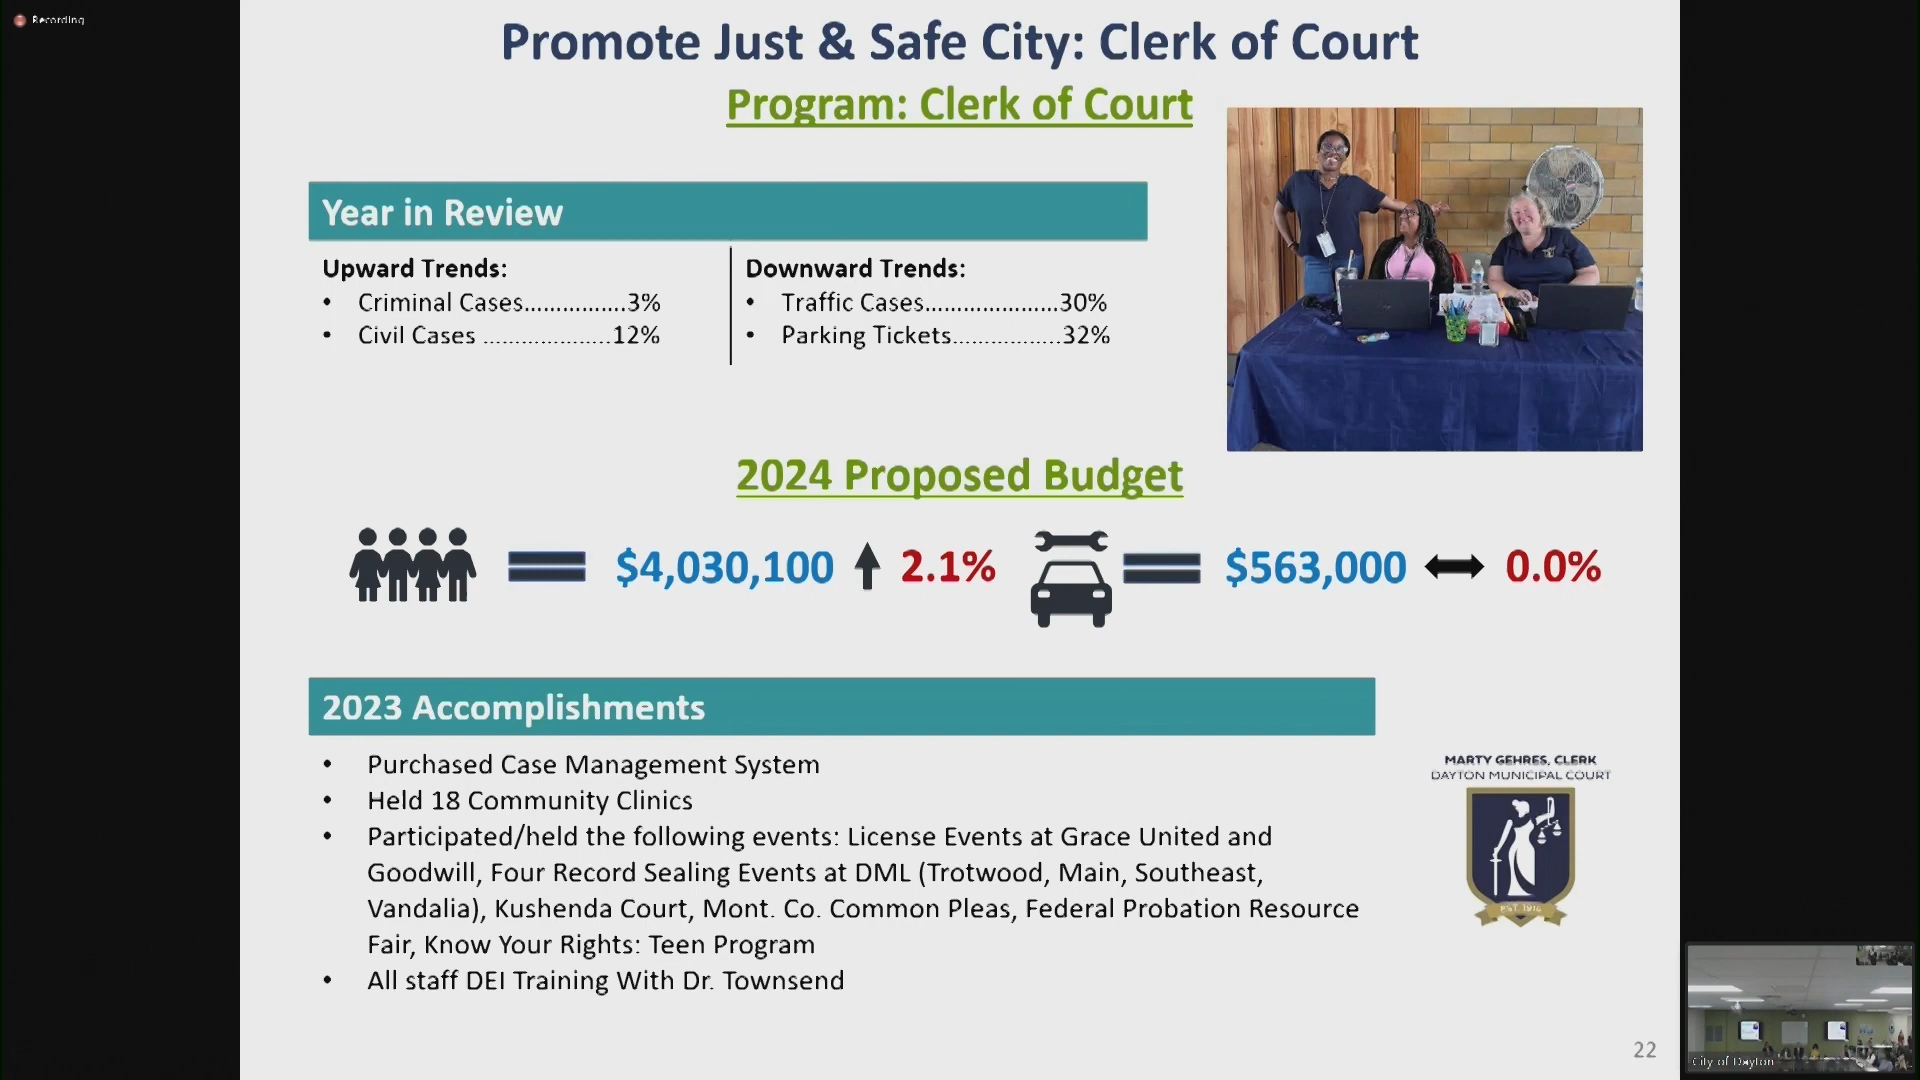 Recording
Promote Just & Safe City: Clerk of Court
Program: Clerk of Court
Year in Review
Upward Trends:
• Criminal Cases................3%
• Civil Cases ....................12%
Downward Trends:
• Traffic Cases.....................30%
• Parking Tickets.................32%
2024 Proposed Budget
$4,030,100 2.1%
$563,000 0.0%
2023 Accomplishments
• Purchased Case Management System
• Held 18 Community Clinics
• Participated/held the following events: License Events at Grace United and
Goodwill, Four Record Sealing Events at DML (Trotwood, Main, Southeast,
Vandalia), Kushenda Court, Mont. Co. Common Pleas, Federal Probation Resource
Fair, Know Your Rights: Teen Program
• All staff DEI Training With Dr. Townsend
MARTY GEHRES, CLERK
DAYTON MUNICIPAL COURT
EST. 1916
22
City of Dayton